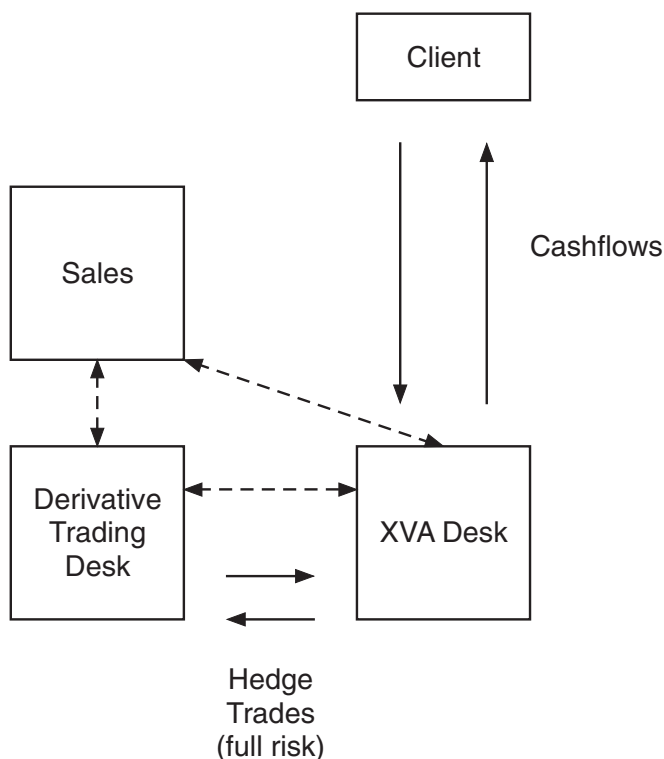 Client
Cashflows
Sales
Derivative
Trading
Desk
XVA Desk
Hedge
Trades
(full risk)